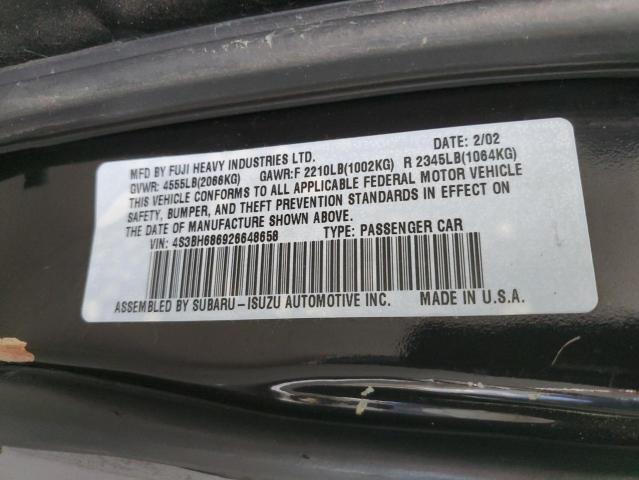 MFD BY FUJI HEAVY INDUSTRIES LTD. DATE: 2/02
GVWR: 4555LB(2066KG) GAWR:F 2210LB(1002KG) R 2345LB(1064KG)
THIS VEHICLE CONFORMS TO ALL APPLICABLE FEDERAL MOTOR VEHICLE
SAFETY, BUMPER, AND THEFT PREVENTION STANDARDS IN EFFECT ON
THE DATE OF MANUFACTURE SHOWN ABOVE.
VIN: 4S3BH686926648658 TYPE: PASSENGER CAR
ASSEMBLED BY SUBARU-ISUZU AUTOMOTIVE INC. MADE IN U.S.A.